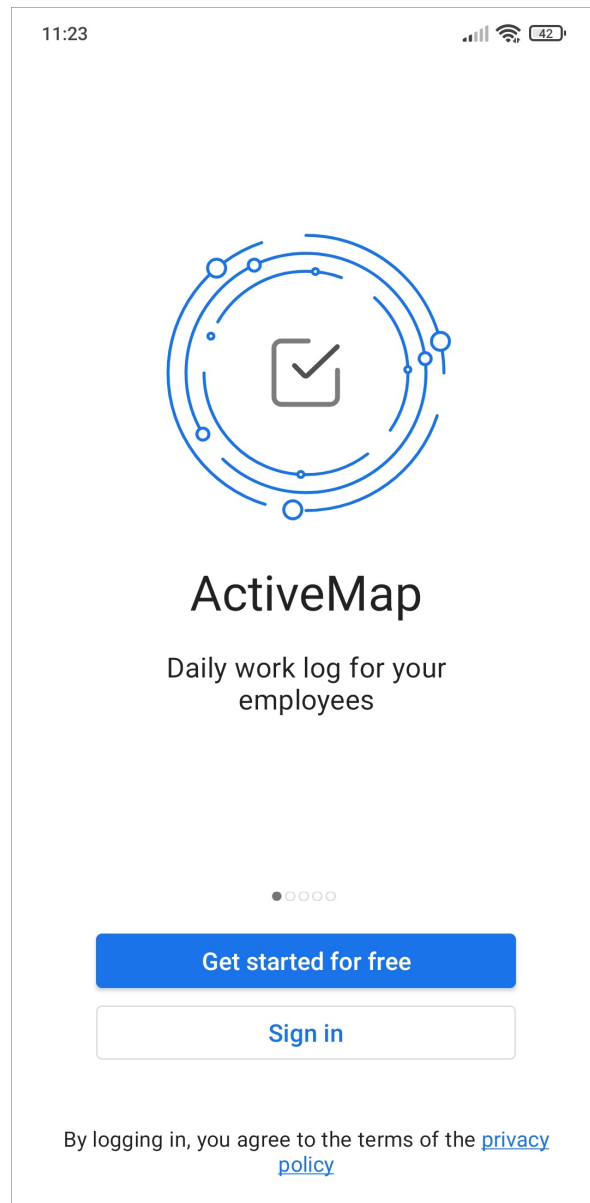 11:23
42
ActiveMap
Daily work log for your
employees
Get started for free
Sign in
By logging in, you agree to the terms of the privacy
policy